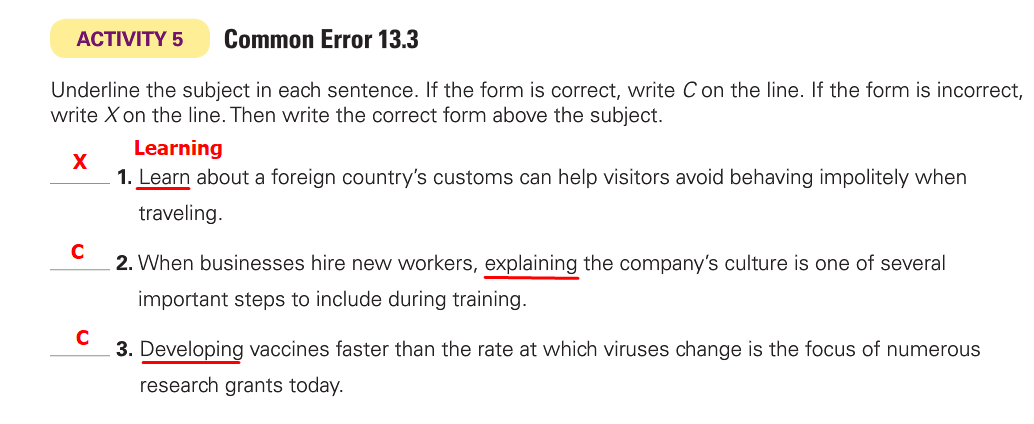 ACTIVITY 5 Common Error 13.3
Underline the subject in each sentence. If the form is correct, write C on the line. If the form is incorrect,
write X on the line. Then write the correct form above the subject.
Learning
X 1. Learn about a foreign country's customs can help visitors avoid behaving impolitely when
traveling.
C 2. When businesses hire new workers, explaining the company's culture is one of several
important steps to include during training.
C 3. Developing vaccines faster than the rate at which viruses change is the focus of numerous
research grants today.